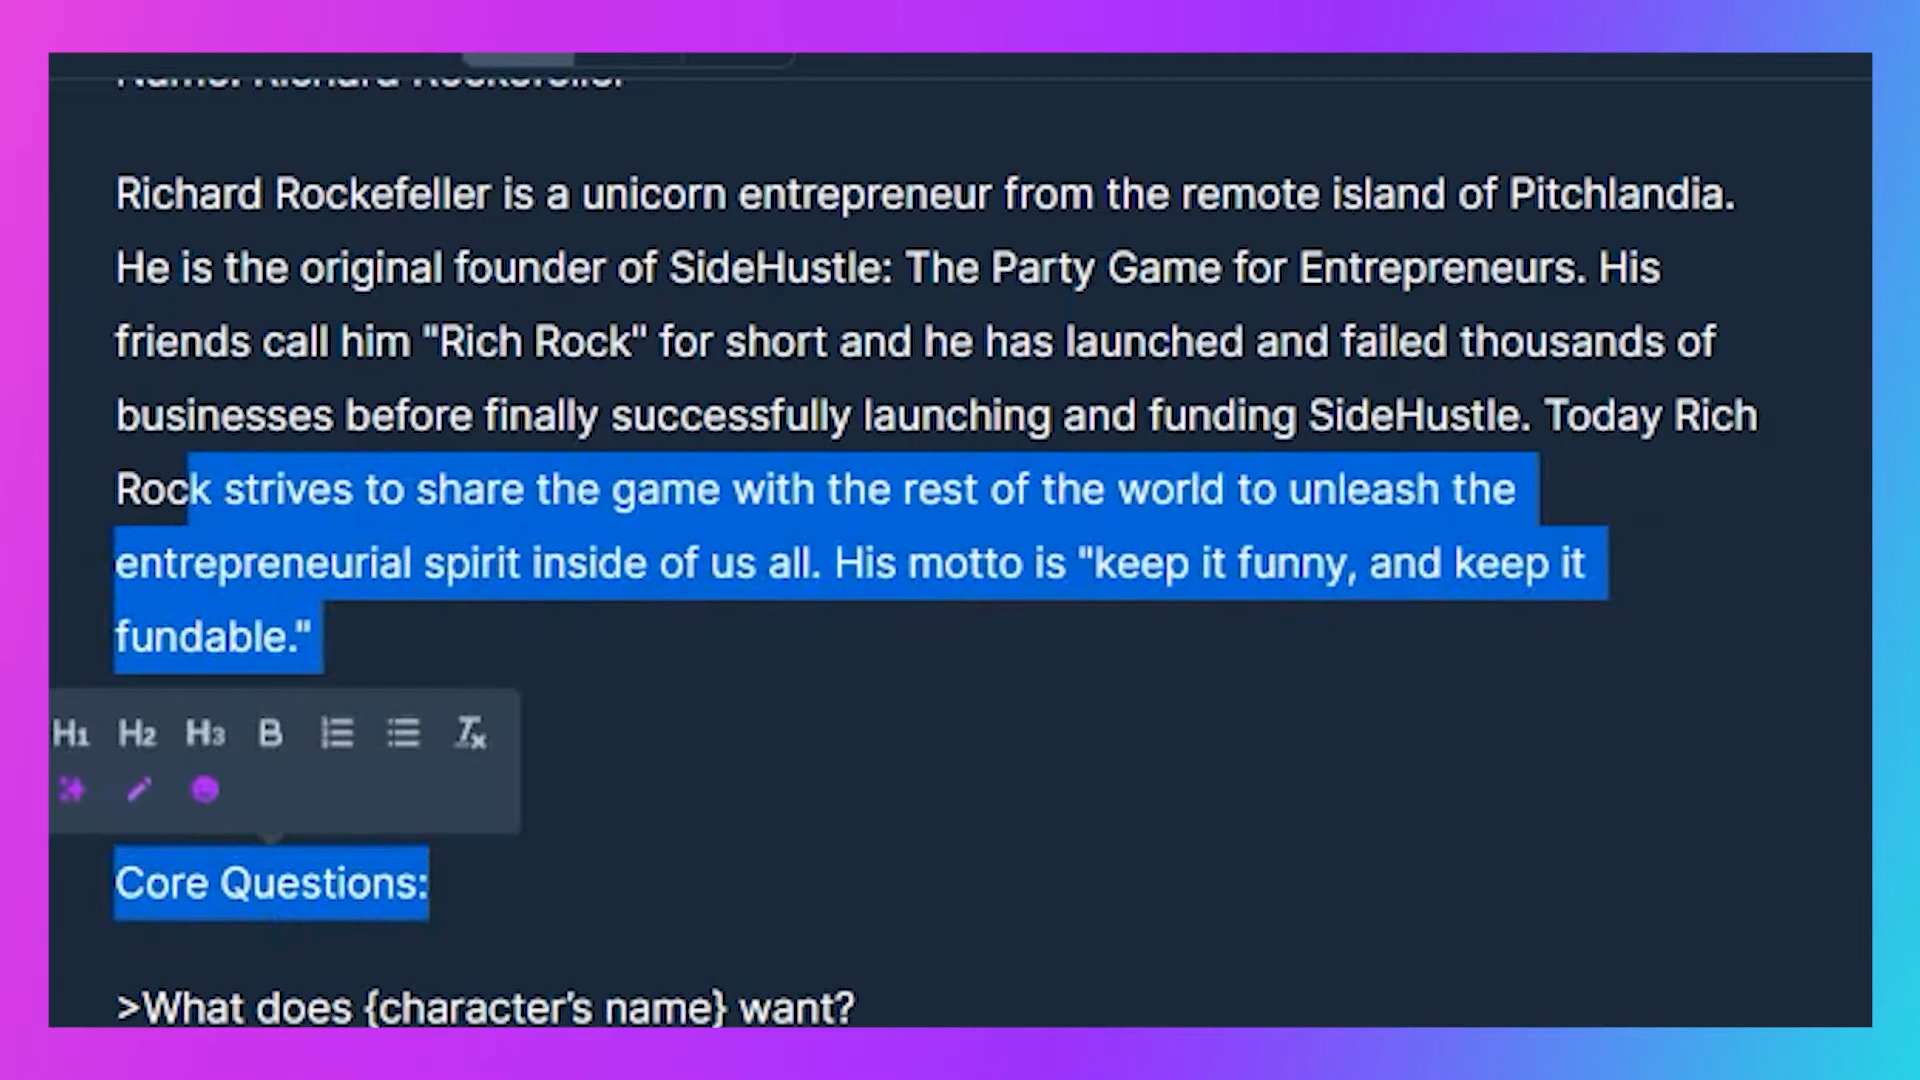 Name: Richard Rockefeller
Richard Rockefeller is a unicorn entrepreneur from the remote island of Pitchlandia.
He is the original founder of SideHustle: The Party Game for Entrepreneurs. His
friends call him "Rich Rock" for short and he has launched and failed thousands of
businesses before finally successfully launching and funding SideHustle. Today Rich
Rock strives to share the game with the rest of the world to unleash the
entrepreneurial spirit inside of us all. His motto is "keep it funny, and keep it
fundable."
H1 H2 H3 B
Core Questions:
>What does {character's name} want?